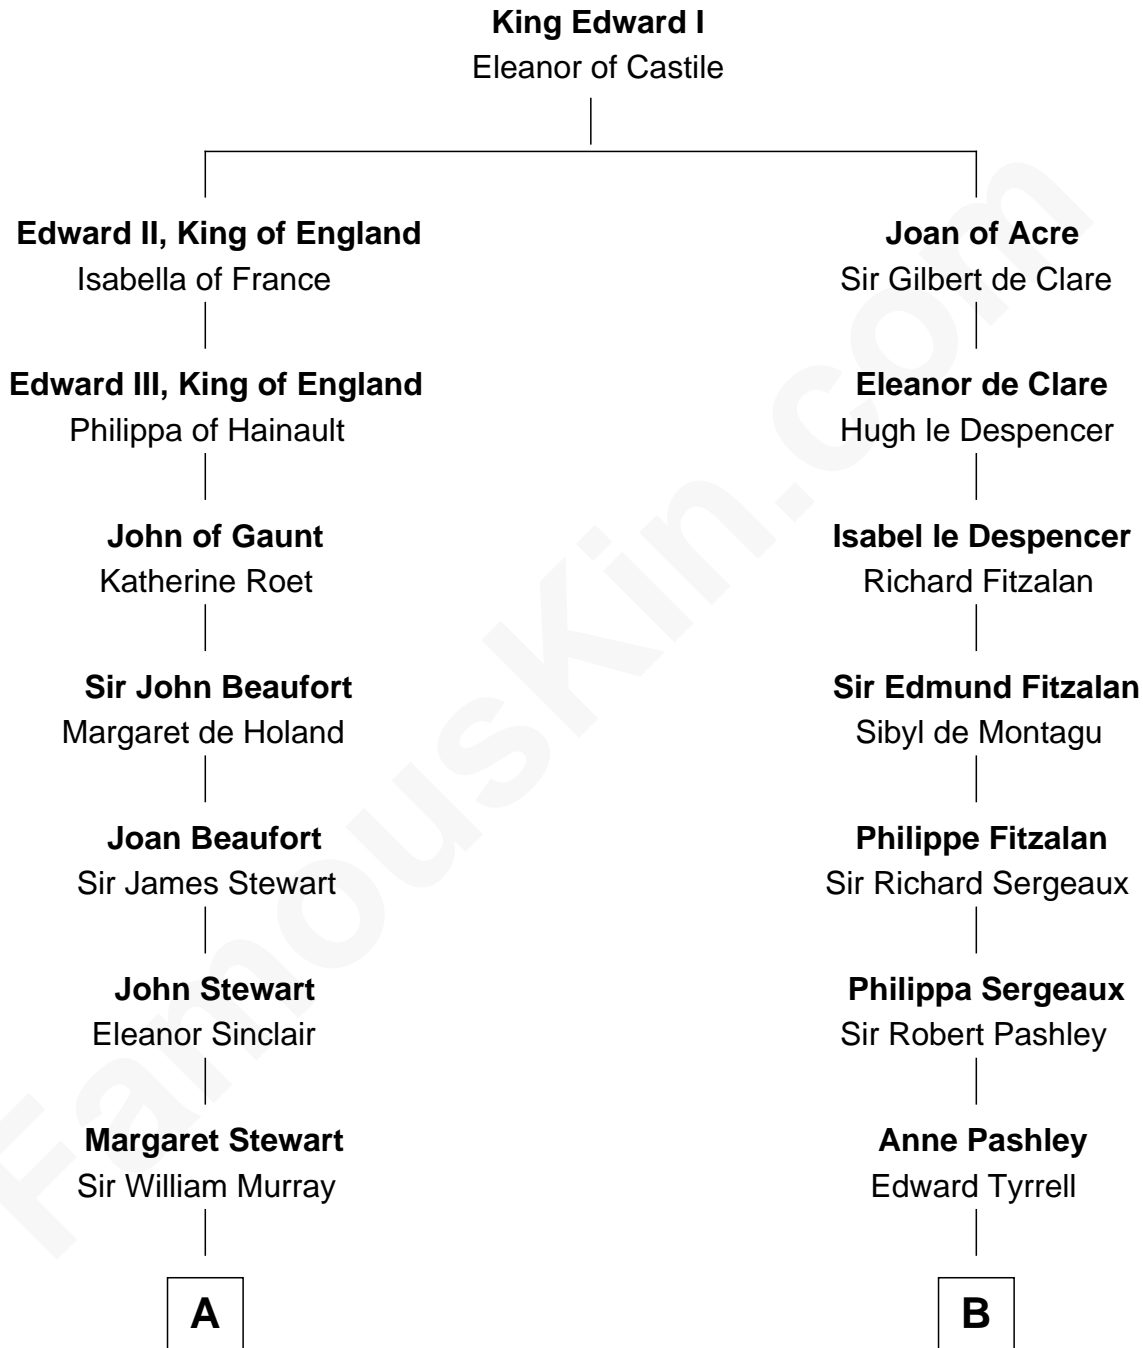 King Edward I
Eleanor of Castile
Edward II, King of England
Isabella of France
Edward III, King of England
Philippa of Hainault
John of Gaunt
Katherine Roet
Sir John Beaufort
Margaret de Holand
Joan Beaufort
Sir James Stewart
John Stewart
Eleanor Sinclair
Margaret Stewart
Sir William Murray
A
Joan of Acre
Sir Gilbert de Clare
Eleanor de Clare
Hugh le Despencer
Isabel le Despencer
Richard Fitzalan
Sir Edmund Fitzalan
Sibyl de Montagu
Philippe Fitzalan
Sir Richard Sergeaux
Philippa Sergeaux
Sir Robert Pashley
Anne Pashley
Edward Tyrrell
B
FamousKin.com